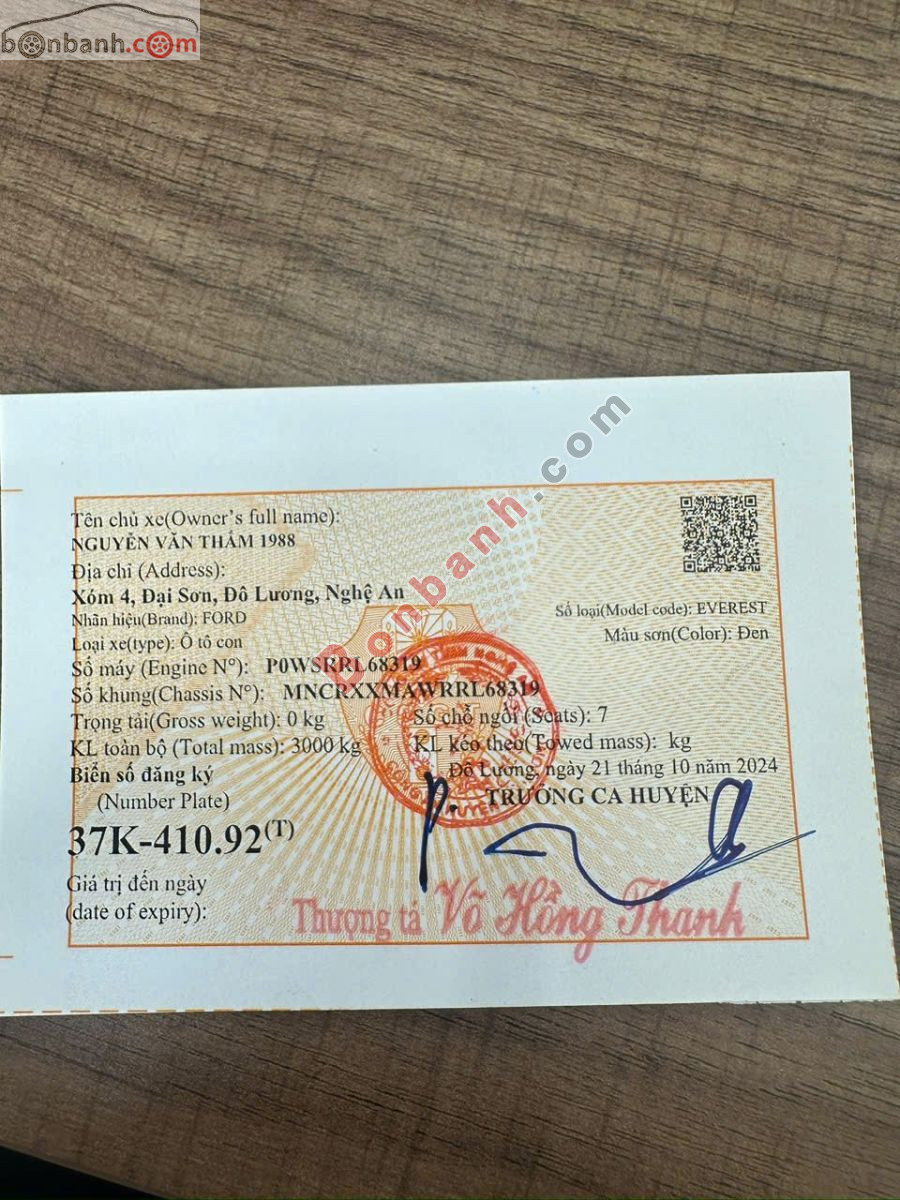 bonbanh.com
Bonbanh.com
Tên chủ xe(Owner's full name):
NGUYỄN VĂN THẮM 1988
Địa chỉ (Address):
Xóm 4, Đại Sơn, Đô Lương, Nghệ An
Nhãn hiệu(Brand): FORD
Số loại(Model code): EVEREST
Loại xe(type): Ô tô con
Màu sơn(Color): Đen
Số máy (Engine N°): P0WSRRL68319
Số khung(Chassis N°): MNCRXXMAWRRL68319
Trọng tải(Gross weight): 0 kg Số chỗ ngồi(Seats): 7
KL toàn bộ (Total mass): 3000 kg KL kéo theo(Towed mass): kg
Biển số đăng ký
Đô Lương, ngày 21 tháng 10 năm 2024
(Number Plate)
TRƯỞNG CA HUYỆN
37K-410.92(T)
Giá trị đến ngày
(date of expiry):
Thượng tá Võ Hồng Thanh